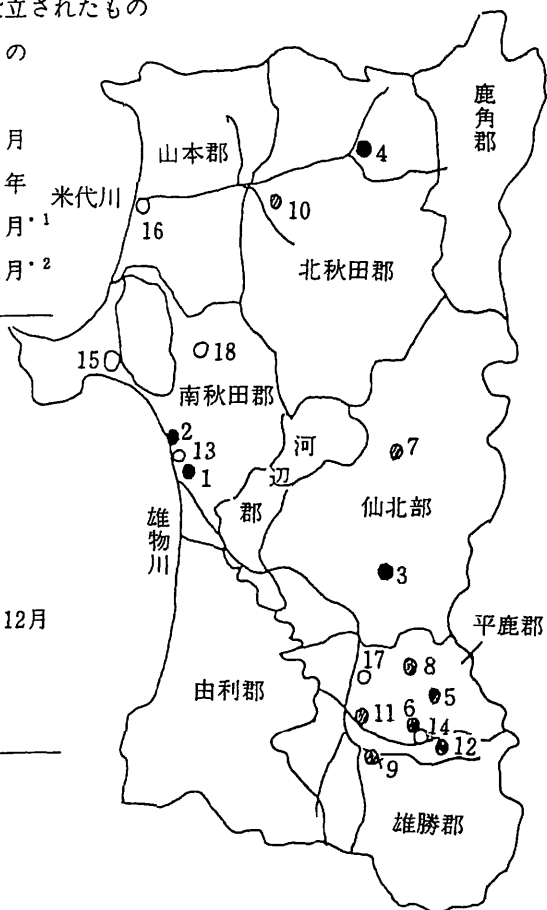 立されたもの
の
月
年
月・1
月・2
12月
鹿角郡
山本郡
4
米代川
16
10
北秋田郡
15
18
南秋田郡
2
13
1
河辺郡
7
仙北部
雄物川
3
平鹿郡
17
8
由利郡
5
11
6
14
12
9
雄勝郡